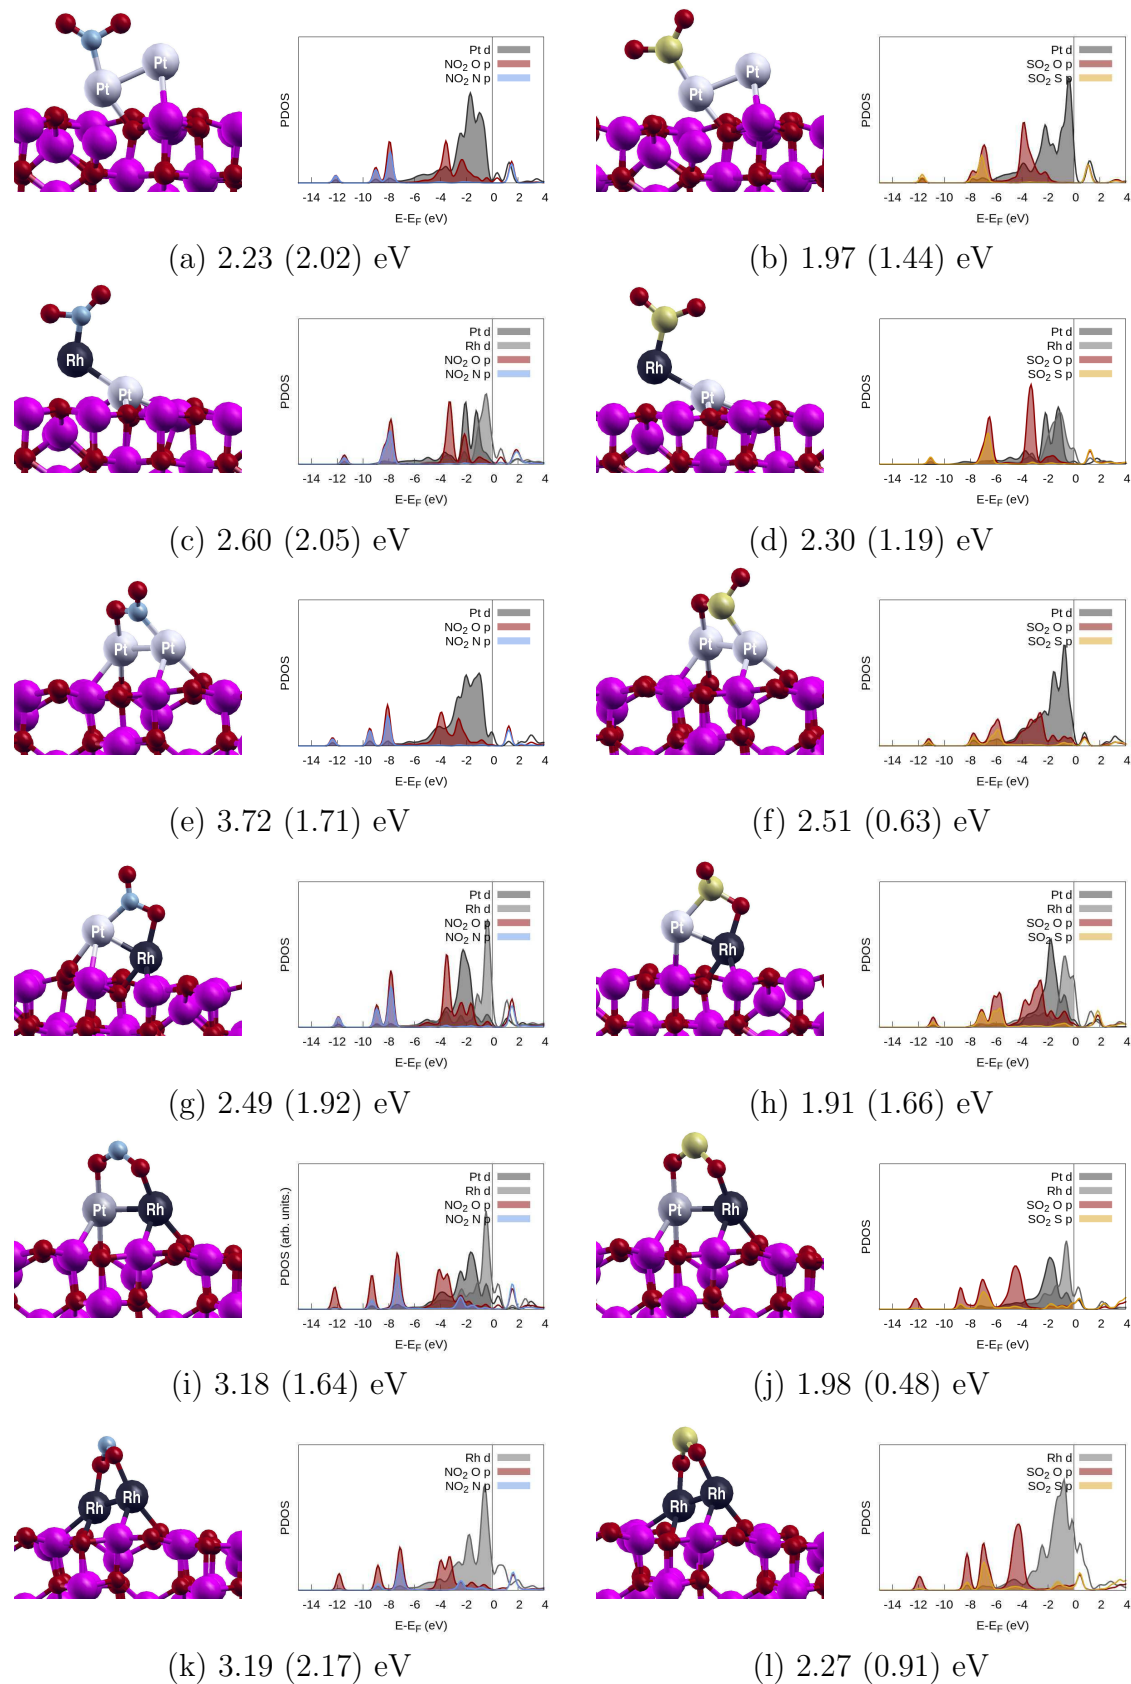 Pt
Pt
PDOS
Pt d
NO2 O p
NO2 N p
-14 -12 -10 -8 -6 -4 -2 0 2 4
E-EF (eV)
(a) 2.23 (2.02) eV
Pt
Pt
PDOS
Pt d
SO2 O p
SO2 S p
-14 -12 -10 -8 -6 -4 -2 0 2 4
E-EF (eV)
(b) 1.97 (1.44) eV
Rh
Pt
PDOS
Pt d
Rh d
NO2 O p
NO2 N p
-14 -12 -10 -8 -6 -4 -2 0 2 4
E-EF (eV)
(c) 2.60 (2.05) eV
Rh
Pt
PDOS
Pt d
Rh d
SO2 O p
SO2 S p
-14 -12 -10 -8 -6 -4 -2 0 2 4
E-EF (eV)
(d) 2.30 (1.19) eV
Pt
Pt
PDOS
Pt d
NO2 O p
NO2 N p
-14 -12 -10 -8 -6 -4 -2 0 2 4
E-EF (eV)
(e) 3.72 (1.71) eV
Pt
Pt
PDOS
Pt d
SO2 O p
SO2 S p
-14 -12 -10 -8 -6 -4 -2 0 2 4
E-EF (eV)
(f) 2.51 (0.63) eV
Pt
Rh
PDOS
Pt d
Rh d
NO2 O p
NO2 N p
-14 -12 -10 -8 -6 -4 -2 0 2 4
E-EF (eV)
(g) 2.49 (1.92) eV
Pt
Rh
PDOS
Pt d
Rh d
SO2 O p
SO2 S p
-14 -12 -10 -8 -6 -4 -2 0 2 4
E-EF (eV)
(h) 1.91 (1.66) eV
Pt
Rh
PDOS (arb. units.)
Pt d
Rh d
NO2 O p
NO2 N p
-14 -12 -10 -8 -6 -4 -2 0 2 4
E-EF (eV)
(i) 3.18 (1.64) eV
Pt
Rh
PDOS
Pt d
Rh d
SO2 O p
SO2 S p
-14 -12 -10 -8 -6 -4 -2 0 2 4
E-EF (eV)
(j) 1.98 (0.48) eV
Rh
Rh
PDOS
Rh d
NO2 O p
NO2 N p
-14 -12 -10 -8 -6 -4 -2 0 2 4
E-EF (eV)
(k) 3.19 (2.17) eV
Rh
Rh
PDOS
Rh d
SO2 O p
SO2 S p
-14 -12 -10 -8 -6 -4 -2 0 2 4
E-EF (eV)
(l) 2.27 (0.91) eV